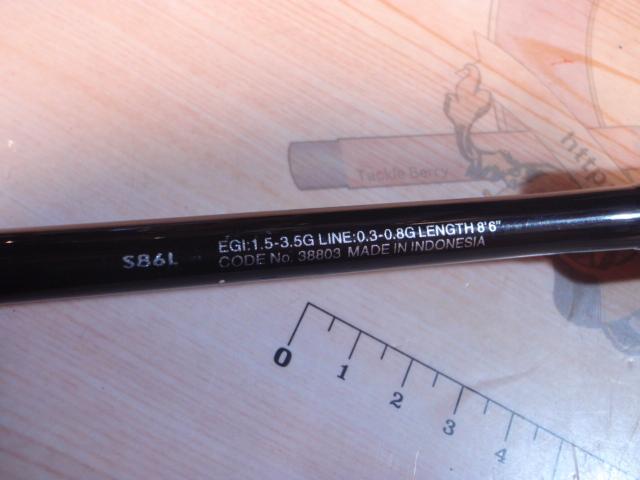 Tackle Berry
http
S86L
EGI:1.5-3.5G LINE:0.3-0.8G LENGTH 8'6"
CODE No. 38803 MADE IN INDONESIA
0 1 2 3 4